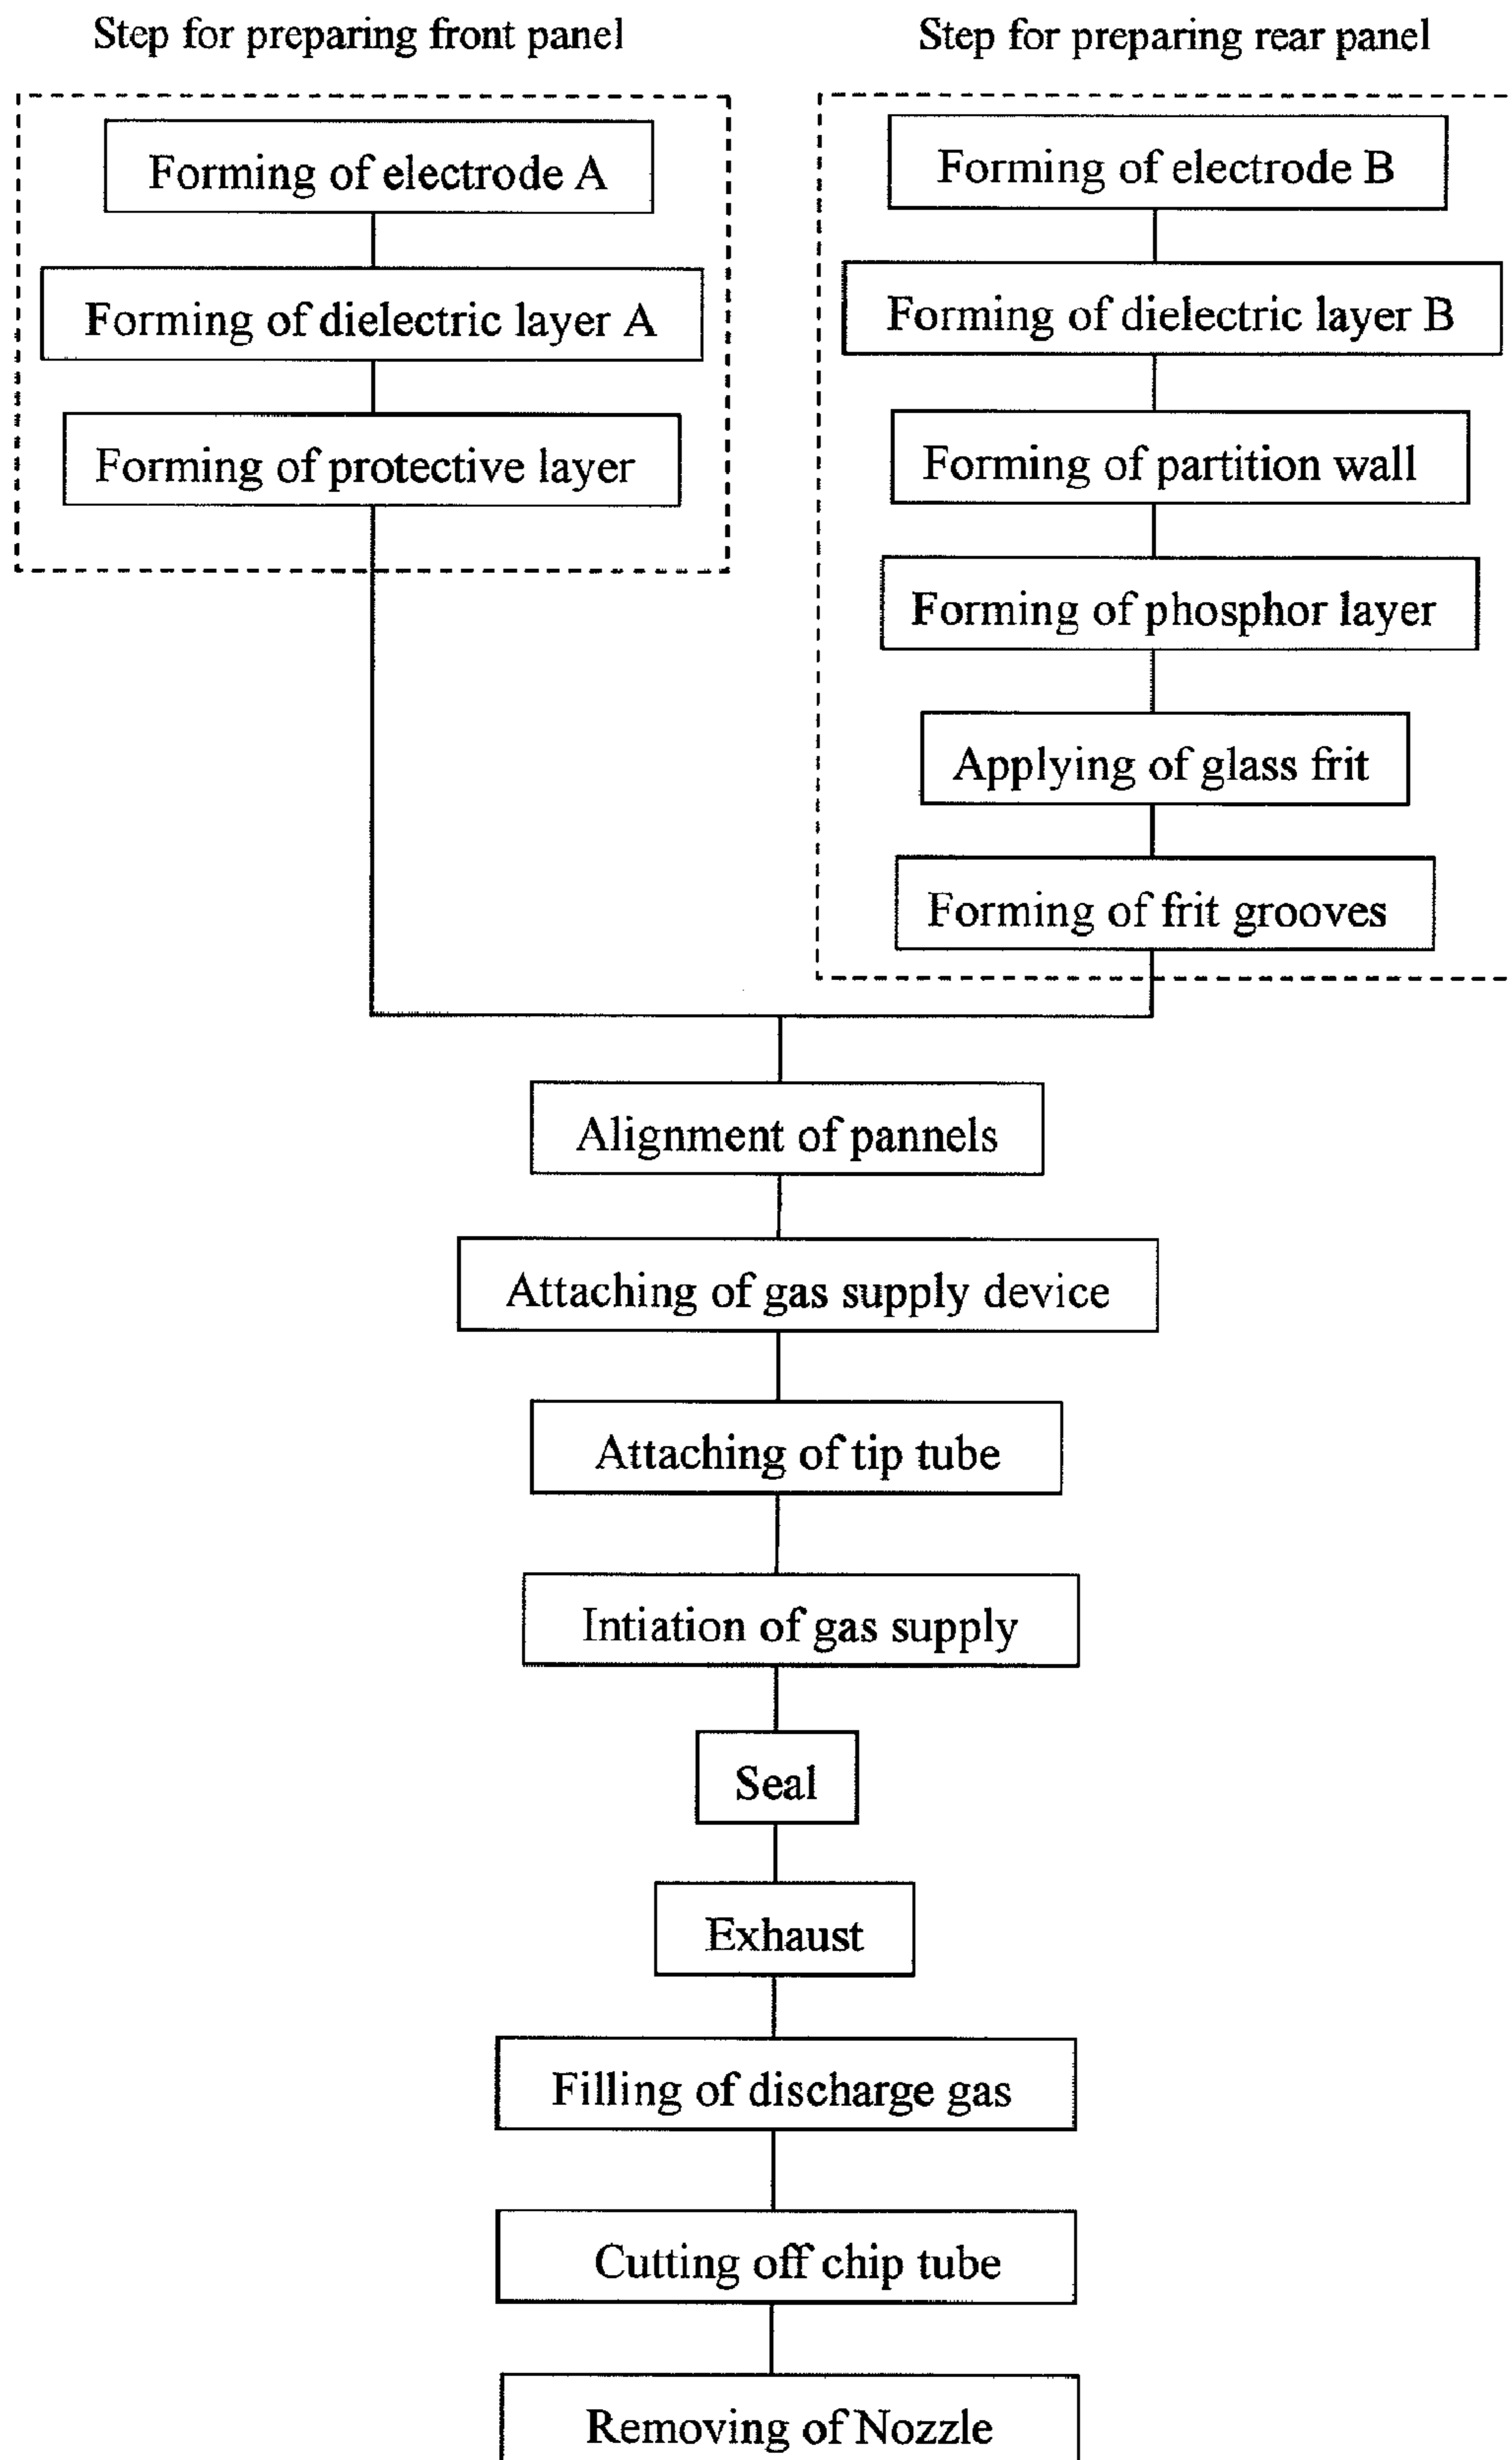 Step for preparing front panel
Forming of electrode A
Forming of dielectric layer A
Forming of protective layer
Step for preparing rear panel
Forming of electrode B
Forming of dielectric layer B
Forming of partition wall
Forming of phosphor layer
Applying of glass frit
Forming of frit grooves
Alignment of pannels
Attaching of gas supply device
Attaching of tip tube
Intiation of gas supply
Seal
Exhaust
Filling of discharge gas
Cutting off chip tube
Removing of Nozzle